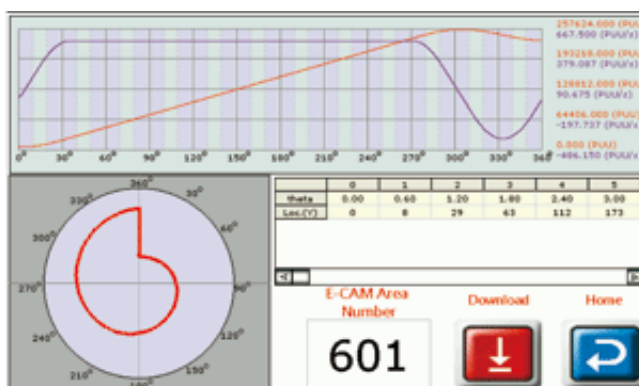 257624.000 (PUU)
667.500 (PUU/s)
193218.000 (PUU)
379.087 (PUU/s)
128812.000 (PUU)
90.675 (PUU/s)
64406.000 (PUU)
-197.737 (PUU/s)
0.000 (PUU)
-486.150 (PUU/s)
0° 30° 60° 90° 120° 150° 180° 210° 240° 270° 300° 330° 360°
360°
330° 30°
300°
270° 90°
240° 120°
210° 150°
180°
0 1 2 3 4 5
theta 0.00 0.60 1.20 1.80 2.40 3.00
Loc.(Y) 0 8 29 63 112 173
E-CAM Area Number
Download
Home
601